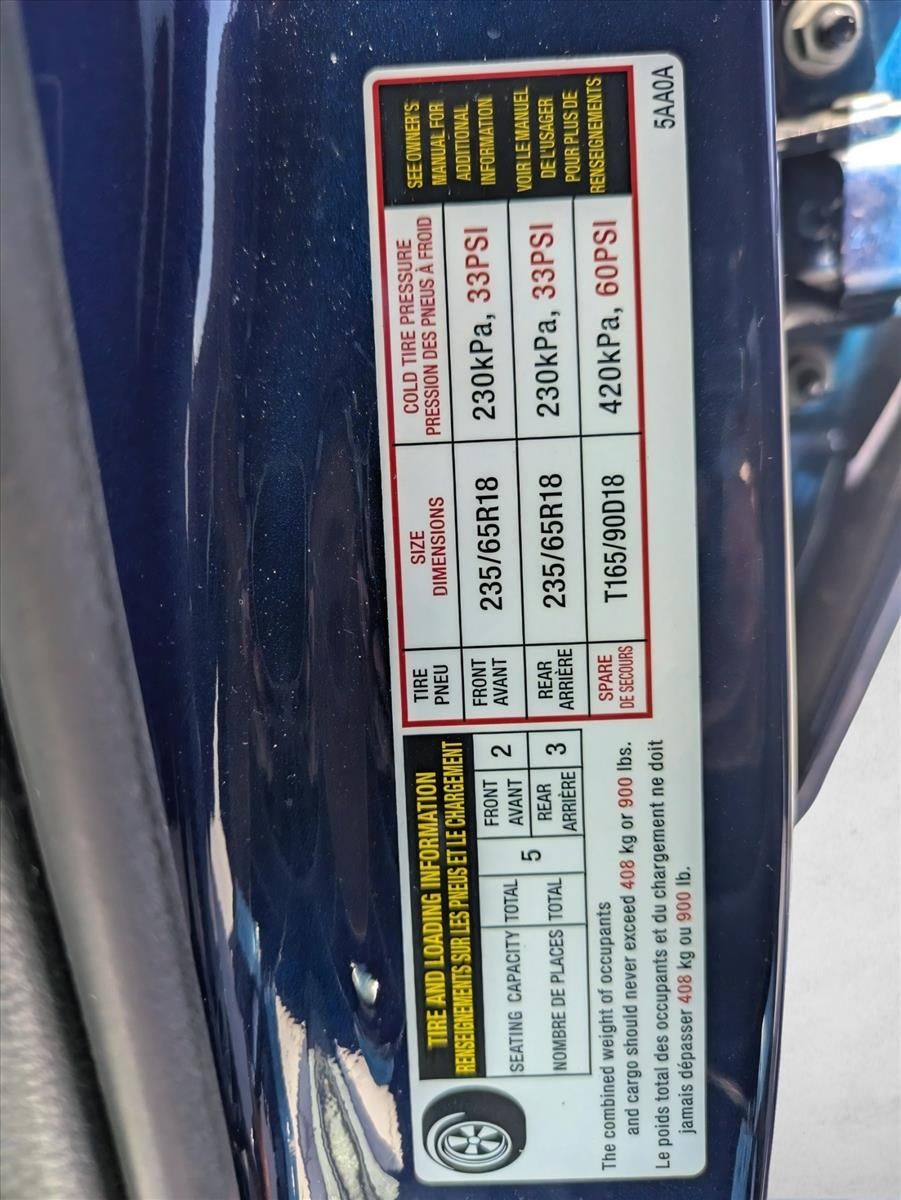 TIRE AND LOADING INFORMATION
RENSEIGNEMENTS SUR LES PNEUS ET LE CHARGEMENT
SEATING CAPACITY
NOMBRE DE PLACES
TOTAL
TOTAL
5
FRONT
AVANT
2
REAR
ARRIÈRE
3
The combined weight of occupants
and cargo should never exceed 408 kg or 900 lbs.
Le poids total des occupants et du chargement ne doit
jamais dépasser 408 kg ou 900 lb.
TIRE
PNEU
SIZE
DIMENSIONS
COLD TIRE PRESSURE
PRESSION DES PNEUS À FROID
FRONT
AVANT
235/65R18
230kPa, 33PSI
REAR
ARRIÈRE
235/65R18
230kPa, 33PSI
SPARE
DE SECOURS
T165/90D18
420kPa, 60PSI
SEE OWNER'S
MANUAL FOR
ADDITIONAL
INFORMATION
VOIR LE MANUEL
DE L'USAGER
POUR PLUS DE
RENSEIGNEMENTS
5AA0A